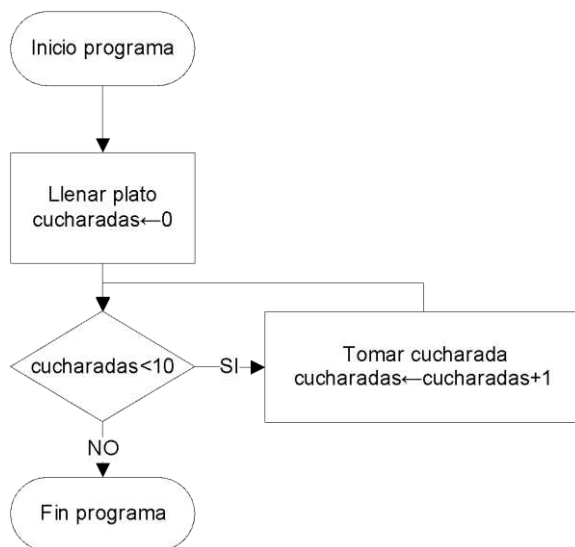 Inicio programa
Llenar plato
cucharadas←0
cucharadas<10
SI
Tomar cucharada
cucharadas←cucharadas+1
NO
Fin programa